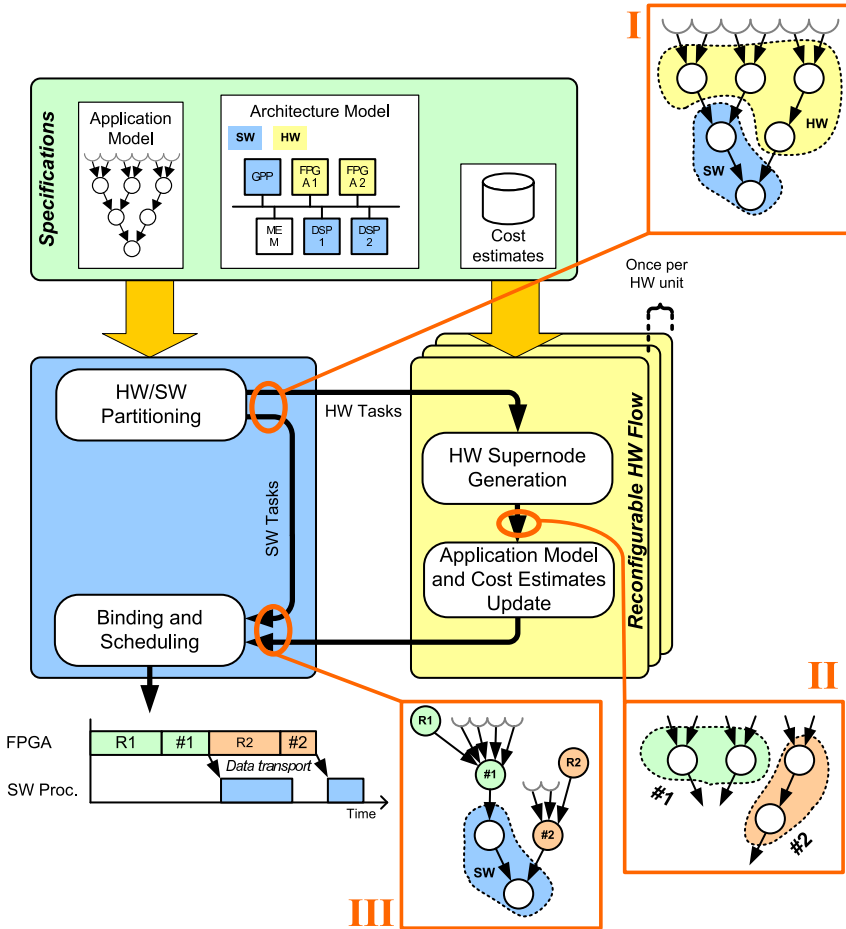 I
HW
SW
Specifications
Application
Model
Architecture Model
SW
HW
GPP
FPG
A 1
FPG
A 2
ME
M
DSP
1
DSP
2
Cost
estimates
Once per
HW unit
HW/SW
Partitioning
HW Tasks
SW Tasks
HW Supernode
Generation
Application Model
and Cost Estimates
Update
Reconfigurable HW Flow
Binding and
Scheduling
FPGA
R1
#1
R2
#2
Data transport
SW Proc.
Time
R1
#1
R2
#2
SW
III
II
#1
#2